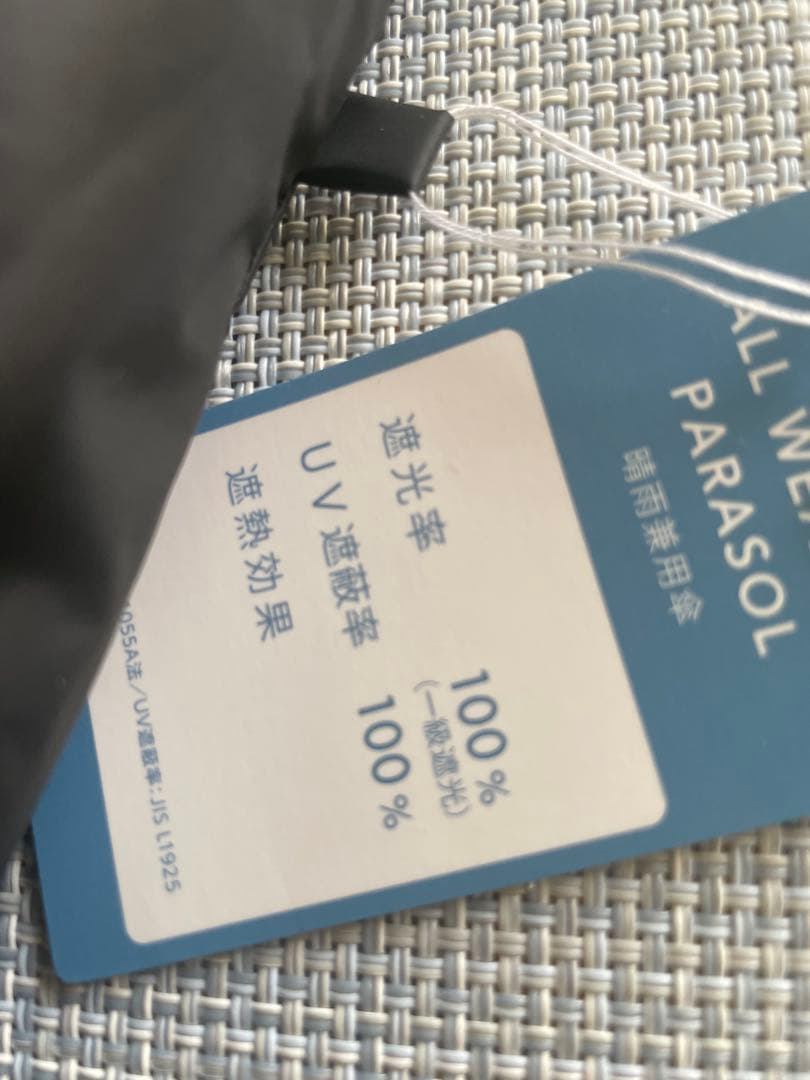 ALL WEA
PARASOL
晴雨兼用傘
遮光率 100%
(一級遮光)
UV遮蔽率 100%
遮熱効果
1055A法/UV遮蔽率:JIS L1925